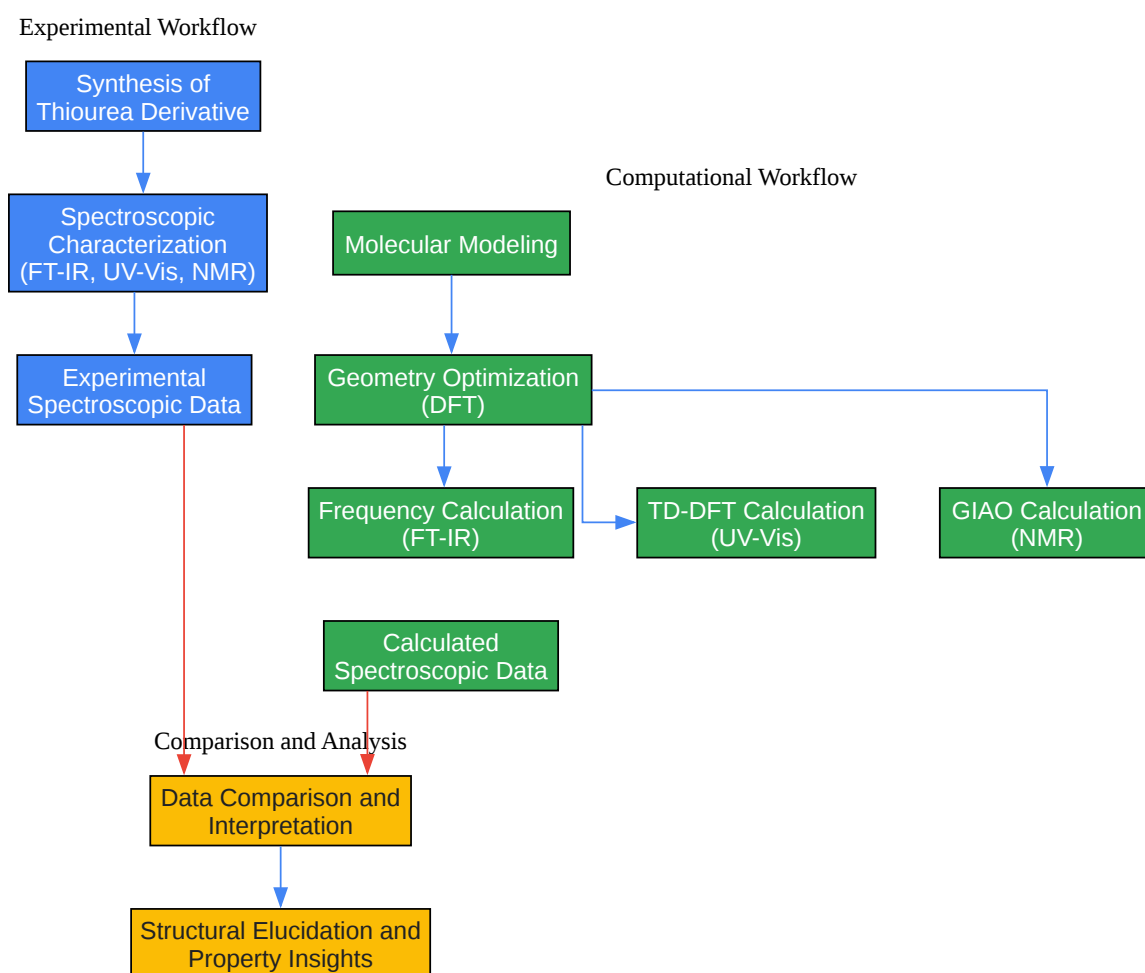 Experimental Workflow
Synthesis of
Thiourea Derivative
Spectroscopic
Characterization
(FT-IR, UV-Vis, NMR)
Experimental
Spectroscopic Data
Computational Workflow
Molecular Modeling
Geometry Optimization
(DFT)
Frequency Calculation
(FT-IR)
TD-DFT Calculation
(UV-Vis)
GIAO Calculation
(NMR)
Calculated
Spectroscopic Data
Comparison and Analysis
Data Comparison and
Interpretation
Structural Elucidation and
Property Insights